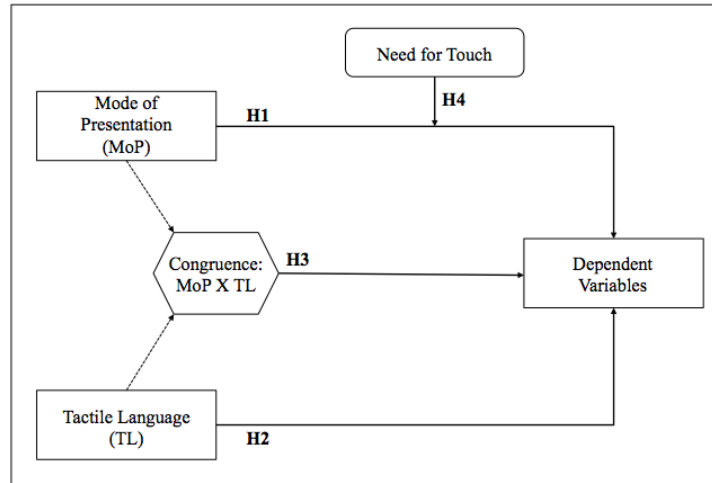 Need for Touch
H4
Mode of
Presentation
(MoP)
H1
Congruence:
MoP X TL
H3
Dependent
Variables
Tactile Language
(TL)
H2